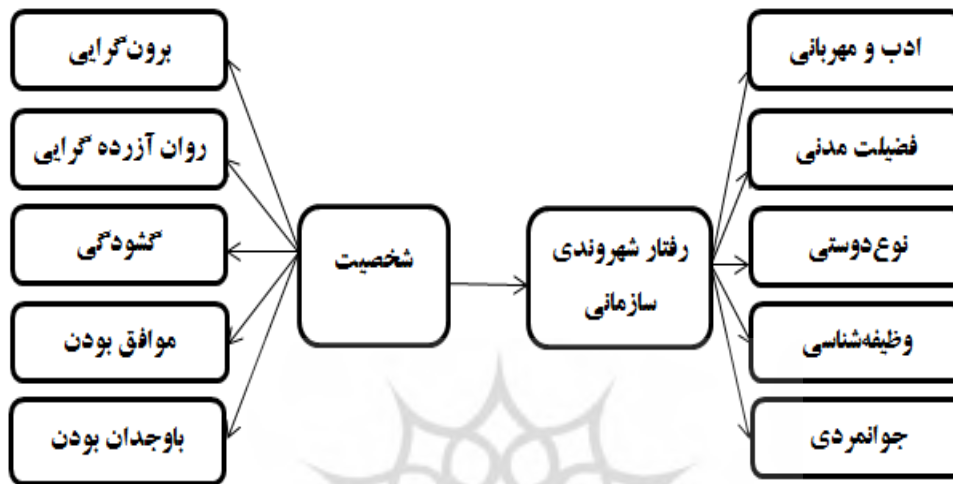 ادب و مهربانی
فضیلت مدنی
نوع‌دوستی
وظیفه‌شناسی
جوانمردی
رفتار شهروندی
سازمانی
شخصیت
برون‌گرایی
روان آزرده گرایی
گشودگی
موافق بودن
باوجدان بودن